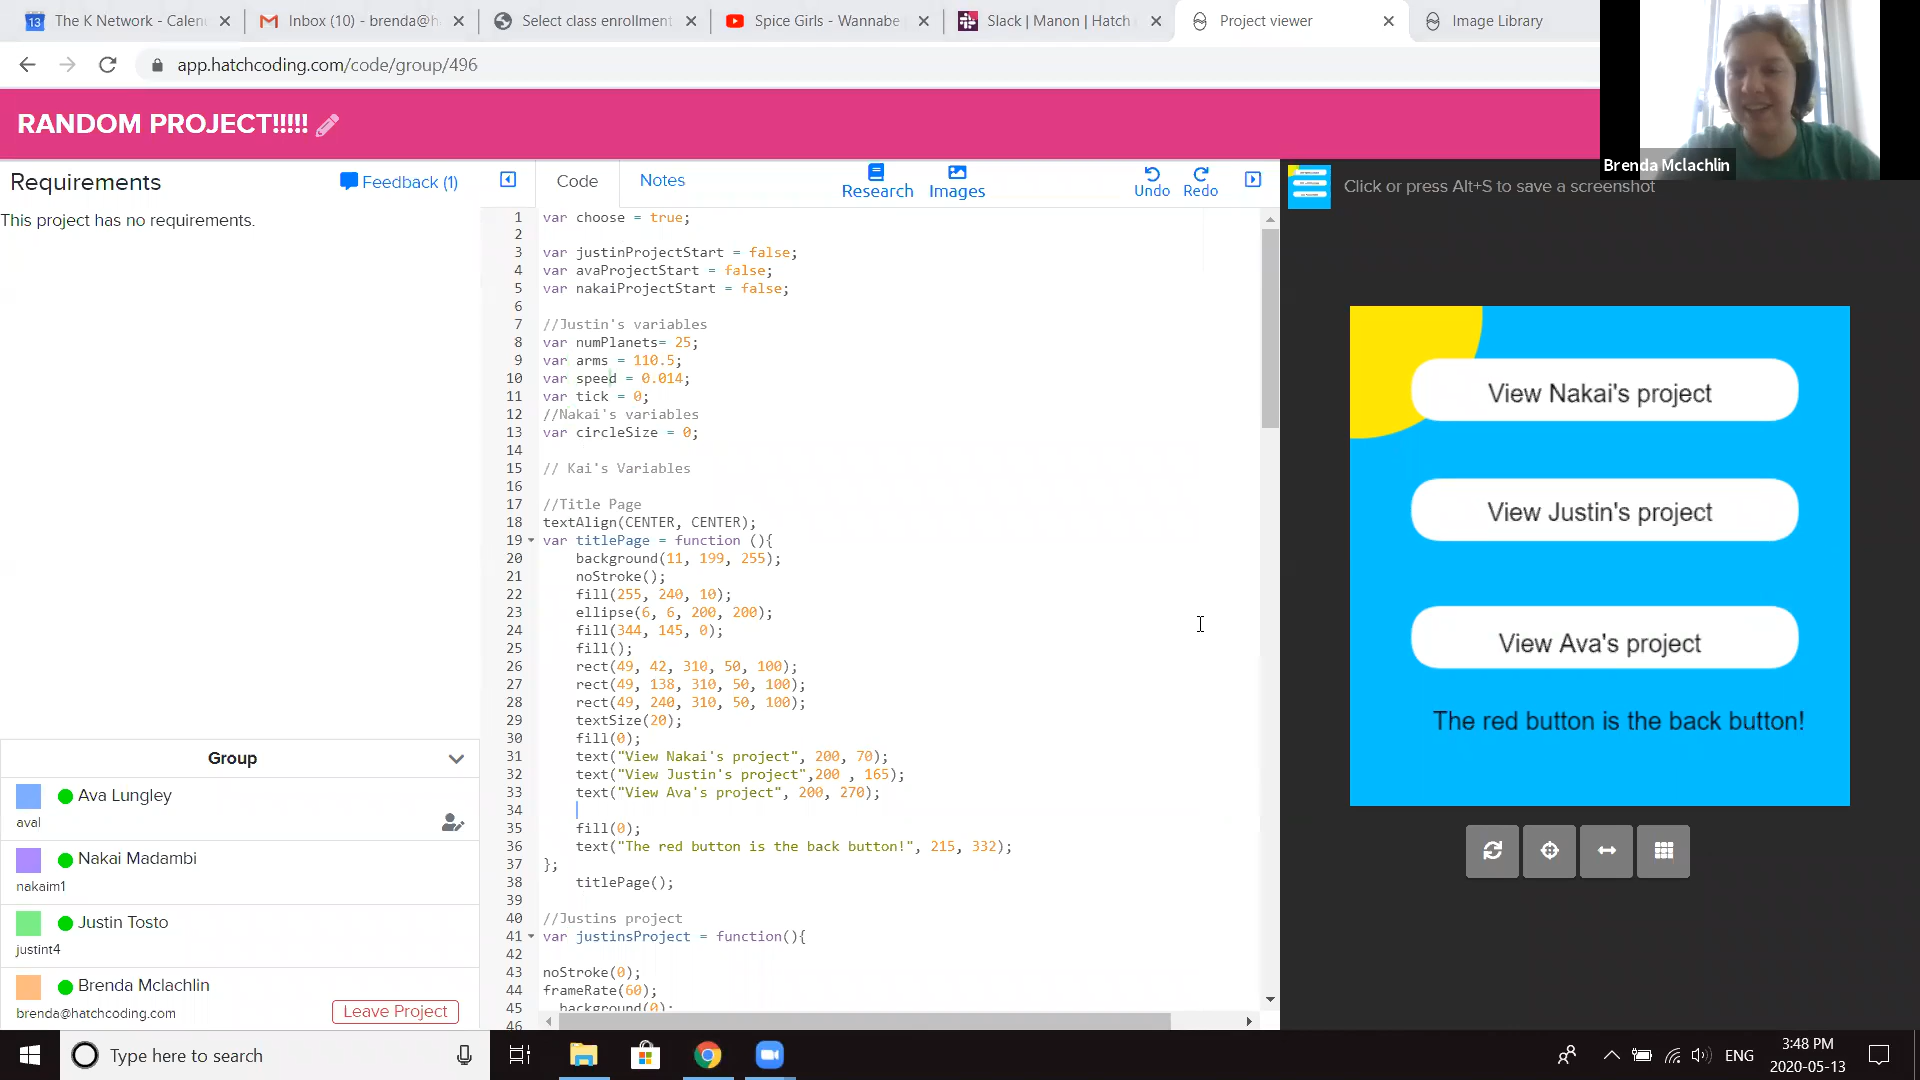 13 The K Network - Calen
Inbox (10) - brenda@h
Select class enrollment
Spice Girls - Wannabe
Slack | Manon | Hatch
Project viewer
Image Library
app.hatchcoding.com/code/group/496
RANDOM PROJECT!!!!!
Brenda Mclachlin
Requirements
Feedback (1)
This project has no requirements.
Code
Notes
Research
Images
Undo
Redo
Click or press Alt+S to save a screenshot
1 var choose = true;
2
3 var justinProjectStart = false;
4 var avaProjectStart = false;
5 var nakaiProjectStart = false;
6
7 //Justin's variables
8 var numPlanets= 25;
9 var arms = 110.5;
10 var speed = 0.014;
11 var tick = 0;
12 //Nakai's variables
13 var circleSize = 0;
14
15 // Kai's Variables
16
17 //Title Page
18 textAlign(CENTER, CENTER);
19 var titlePage = function (){
20 background(11, 199, 255);
21 noStroke();
22 fill(255, 240, 10);
23 ellipse(6, 6, 200, 200);
24 fill(344, 145, 0);
25 fill();
26 rect(49, 42, 310, 50, 100);
27 rect(49, 138, 310, 50, 100);
28 rect(49, 240, 310, 50, 100);
29 textSize(20);
30 fill(0);
31 text("View Nakai's project", 200, 70);
32 text("View Justin's project",200 , 165);
33 text("View Ava's project", 200, 270);
34
35 fill(0);
36 text("The red button is the back button!", 215, 332);
37 };
38 titlePage();
39
40 //Justins project
41 var justinsProject = function(){
42
43 noStroke(0);
44 frameRate(60);
45 background(0);
46
View Nakai's project
View Justin's project
View Ava's project
The red button is the back button!
Group
Ava Lungley
aval
Nakai Madambi
nakaim1
Justin Tosto
justint4
Brenda Mclachlin
brenda@hatchcoding.com
Leave Project
Type here to search
ENG
3:48 PM
2020-05-13